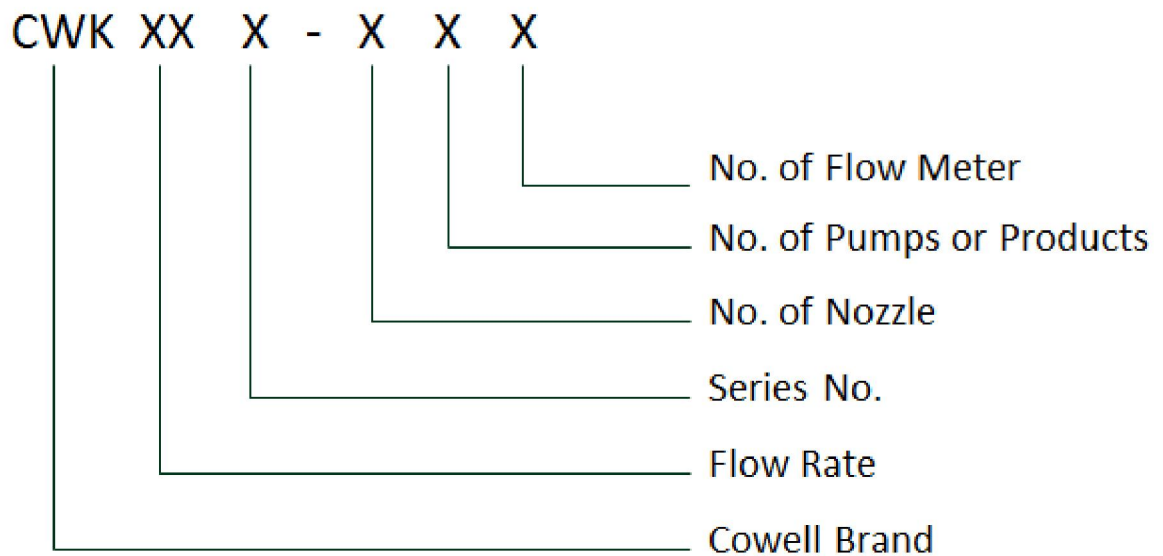 CWK XX X - X X X
No. of Flow Meter
No. of Pumps or Products
No. of Nozzle
Series No.
Flow Rate
Cowell Brand